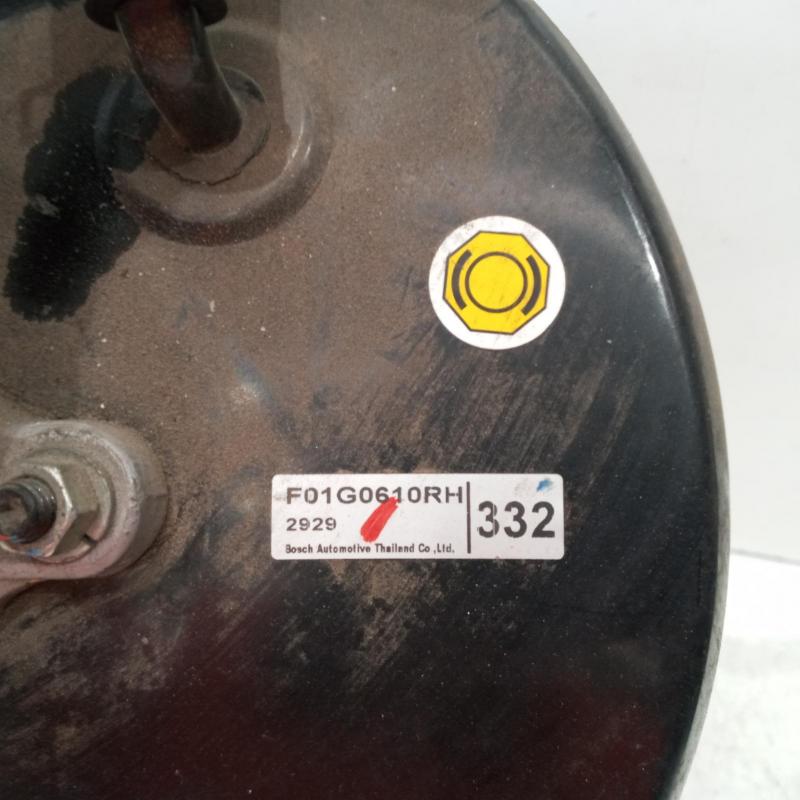 F01G0610RH
2929
332
Bosch Automotive Thailand Co.,Ltd.